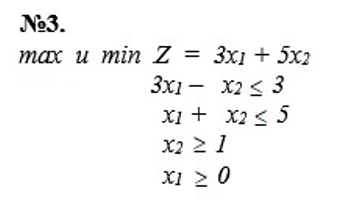 №3.
max и min Z = 3x1 + 5x2
3x1 – x2 ≤ 3
x1 + x2 ≤ 5
x2 ≥ 1
x1 ≥ 0